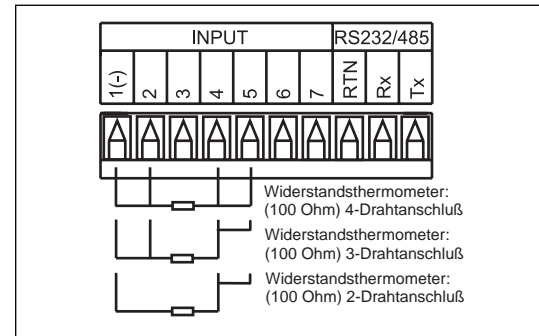 INPUT RS232/485
1(-) 2 3 4 5 6 7 RTN Rx Tx
Widerstandsthermometer:
(100 Ohm) 4-Drahtanschluß
Widerstandsthermometer:
(100 Ohm) 3-Drahtanschluß
Widerstandsthermometer:
(100 Ohm) 2-Drahtanschluß